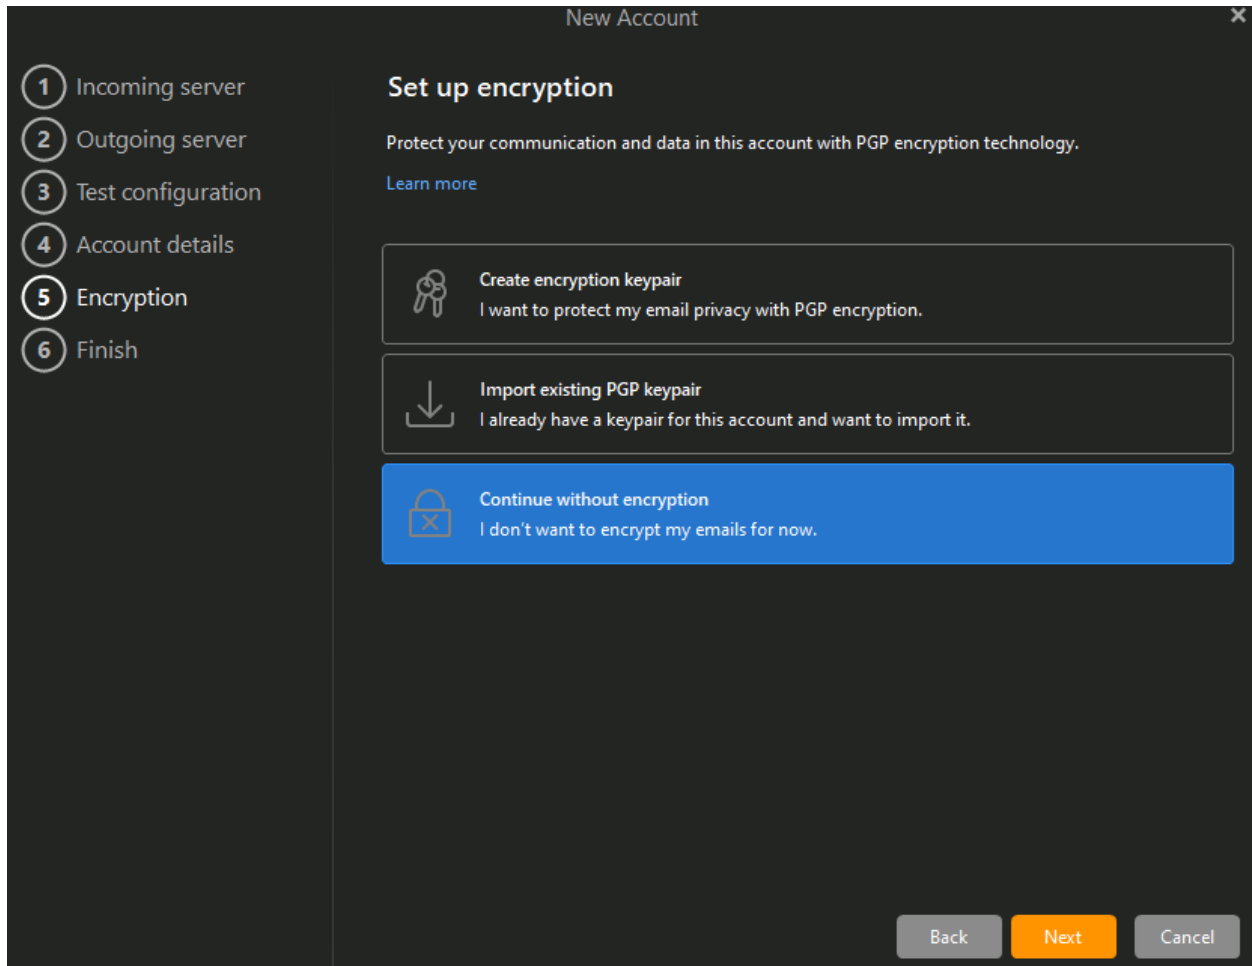 New Account
1 Incoming server
2 Outgoing server
3 Test configuration
4 Account details
5 Encryption
6 Finish
Set up encryption
Protect your communication and data in this account with PGP encryption technology.
Learn more
Create encryption keypair
I want to protect my email privacy with PGP encryption.
Import existing PGP keypair
I already have a keypair for this account and want to import it.
Continue without encryption
I don't want to encrypt my emails for now.
Back
Next
Cancel